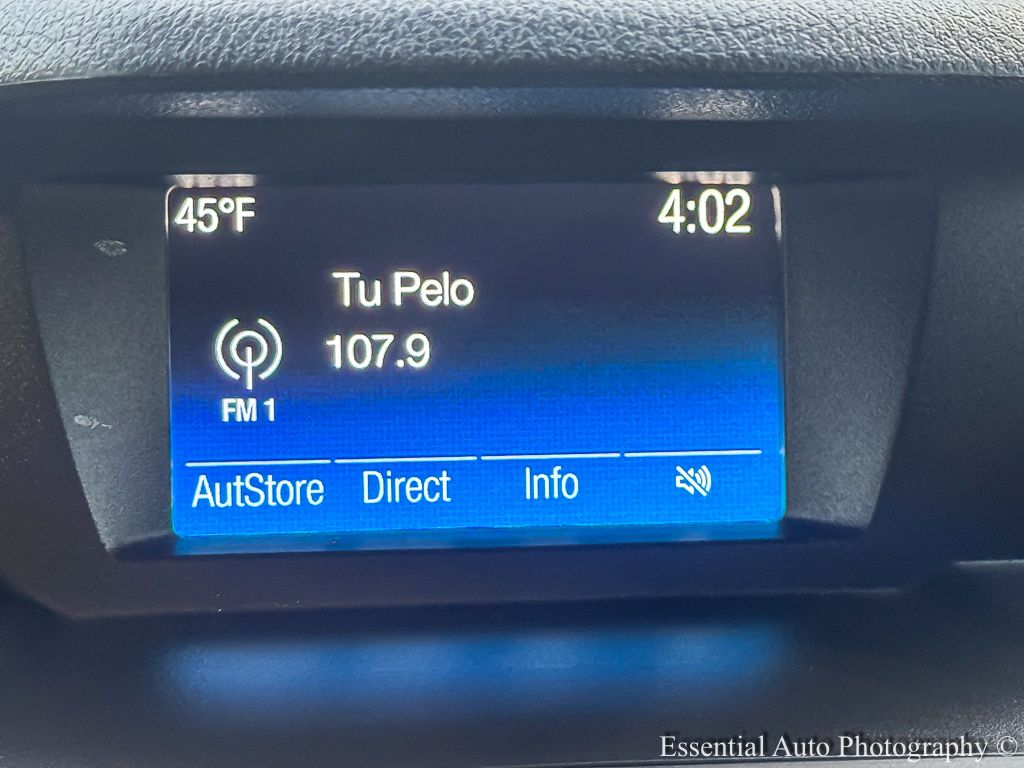 45°F
4:02
Tu Pelo
107.9
FM 1
AutStore
Direct
Info
Essential Auto Photography ©